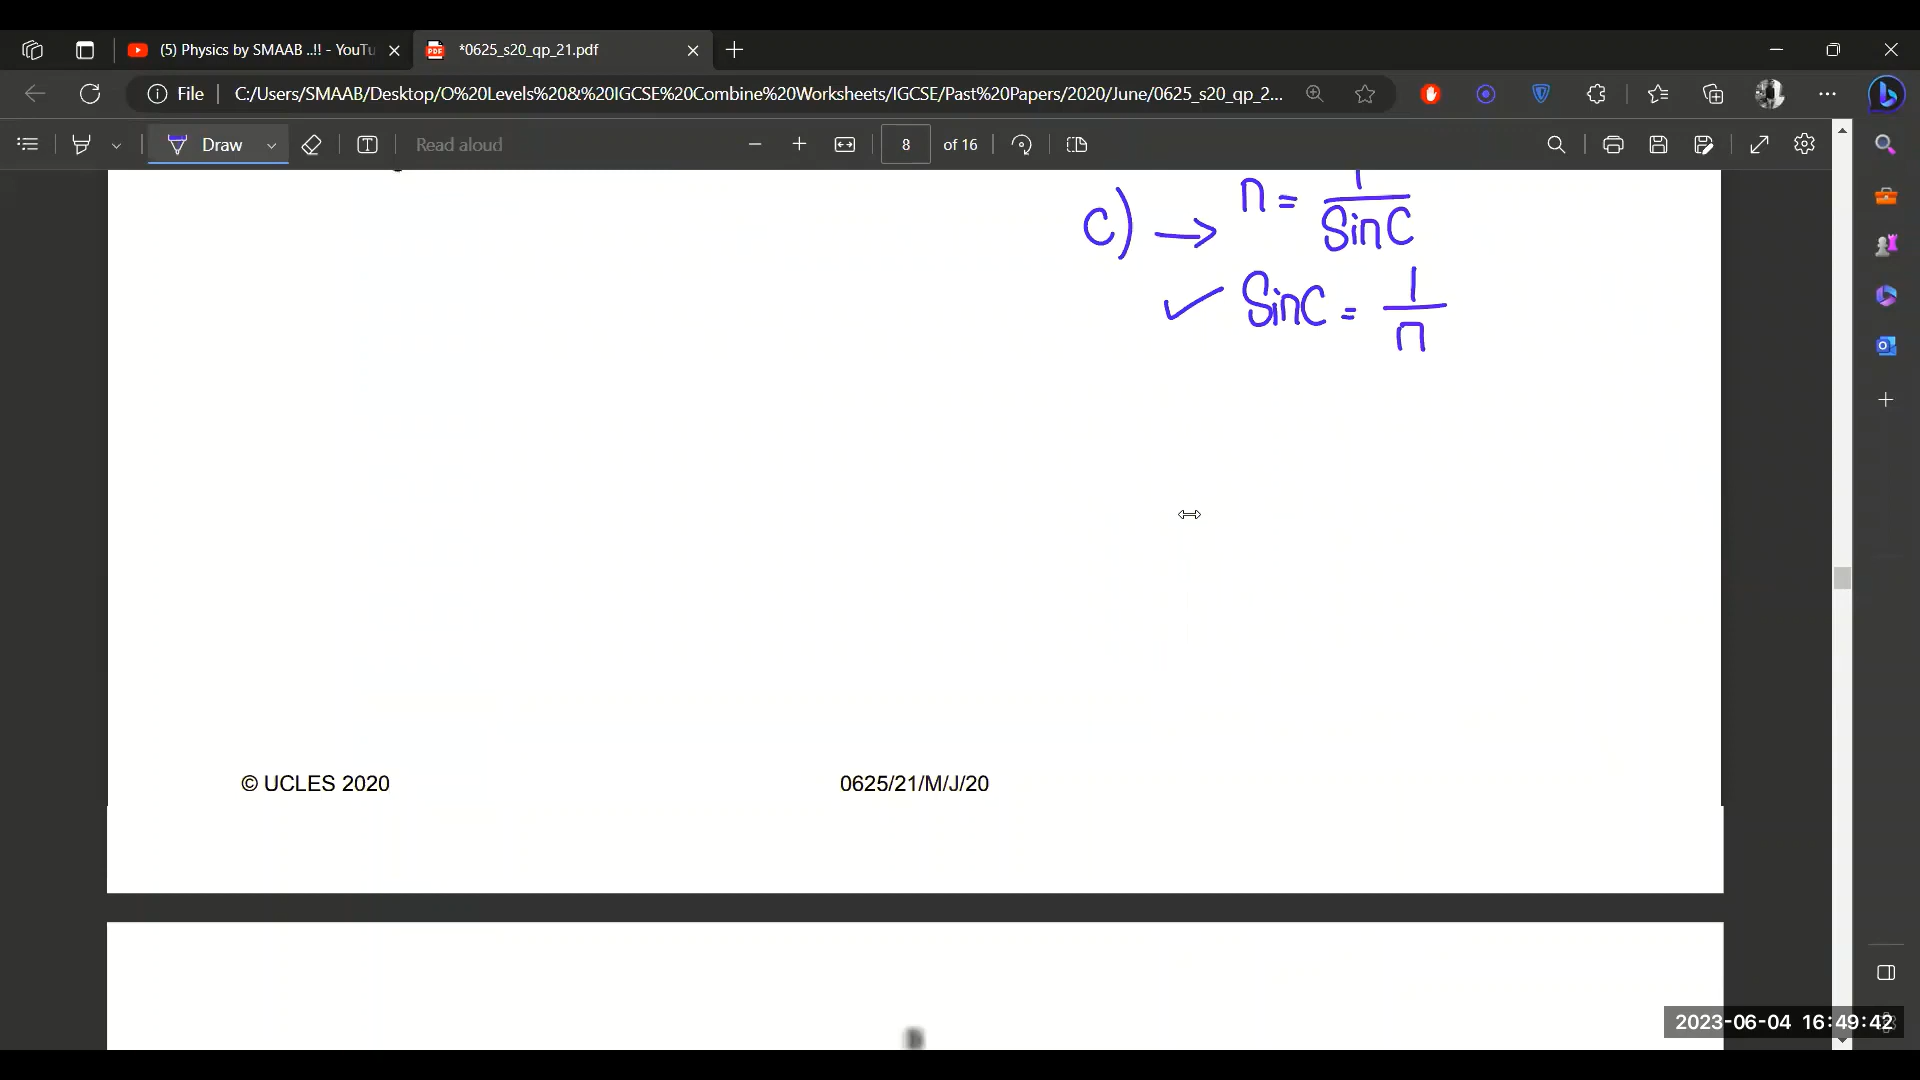 (5) Physics by SMAAB ..!! - YouTu
*0625_s20_qp_21.pdf
File
C:/Users/SMAAB/Desktop/O%20Levels%20&%20IGCSE%20Combine%20Worksheets/IGCSE/Past%20Papers/2020/June/0625_s20_qp_2...
Draw
Read aloud
8 of 16
c) → n = 1/SinC
✓ SinC = 1/n
© UCLES 2020
0625/21/M/J/20
2023-06-04 16:49:42